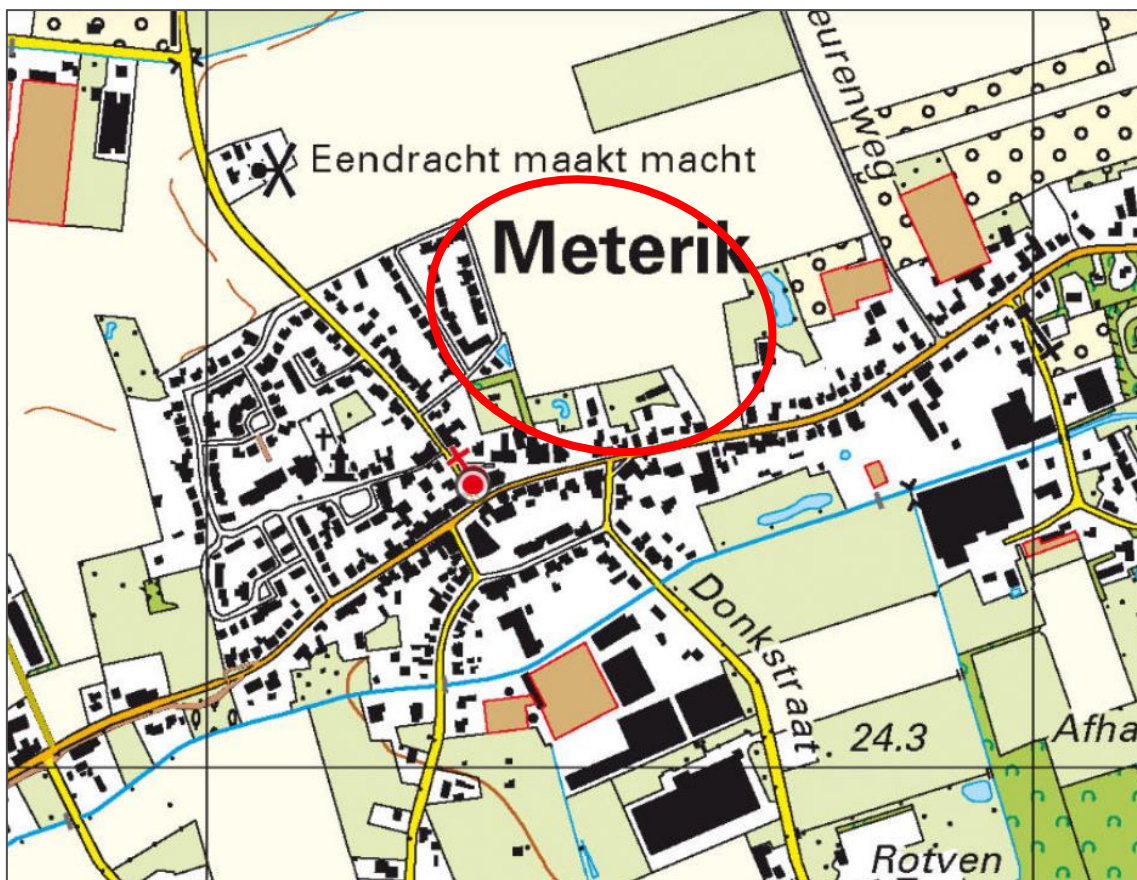 eurenweg
Eendracht maakt macht
Meterik
Donkstraat
24.3
Afha
Rotven